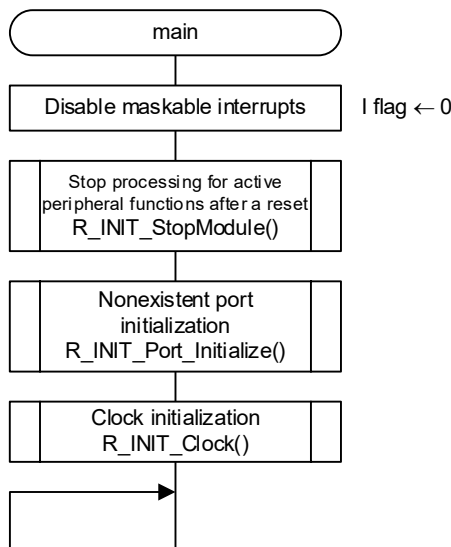 main
Disable maskable interrupts
I flag ← 0
Stop processing for active
peripheral functions after a reset
R_INIT_StopModule()
Nonexistent port
initialization
R_INIT_Port_Initialize()
Clock initialization
R_INIT_Clock()